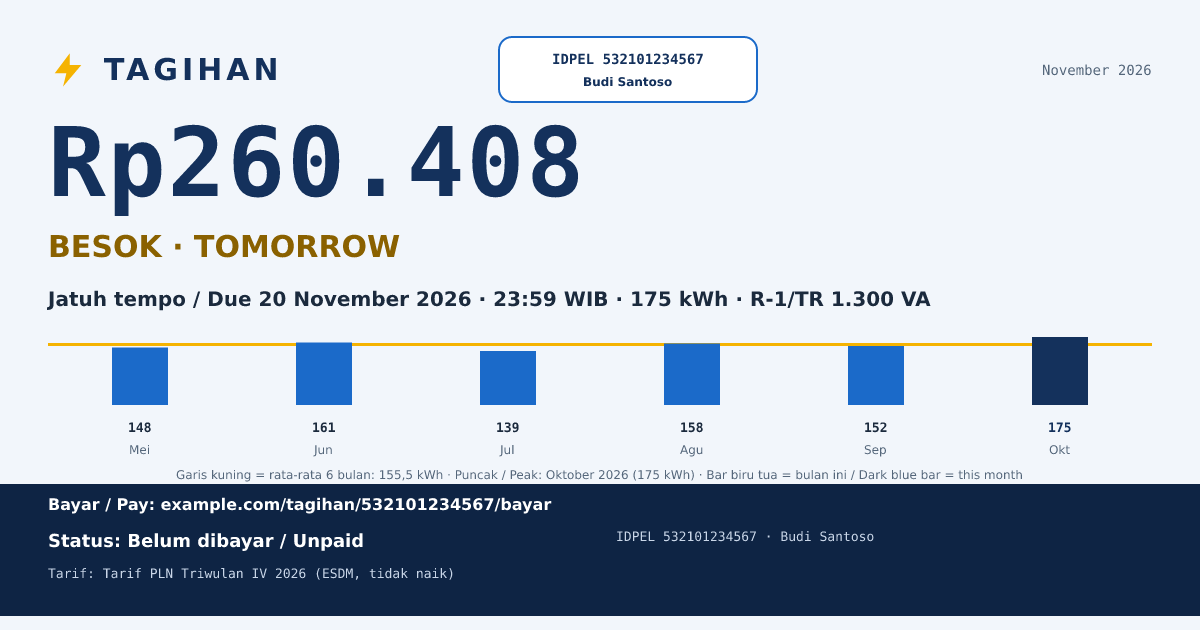 TAGIHAN
IDPEL 532101234567
Budi Santoso
November 2026
Rp260.408
BESOK · TOMORROW
Jatuh tempo / Due 20 November 2026 · 23:59 WIB · 175 kWh · R-1/TR 1.300 VA
148 161 139 158 152 175
Mei Jun Jul Agu Sep Okt
Garis kuning = rata-rata 6 bulan: 155,5 kWh · Puncak / Peak: Oktober 2026 (175 kWh) · Bar biru tua = bulan ini / Dark blue bar = this month
Bayar / Pay: example.com/tagihan/532101234567/bayar
Status: Belum dibayar / Unpaid
IDPEL 532101234567 · Budi Santoso
Tarif: Tarif PLN Triwulan IV 2026 (ESDM, tidak naik)